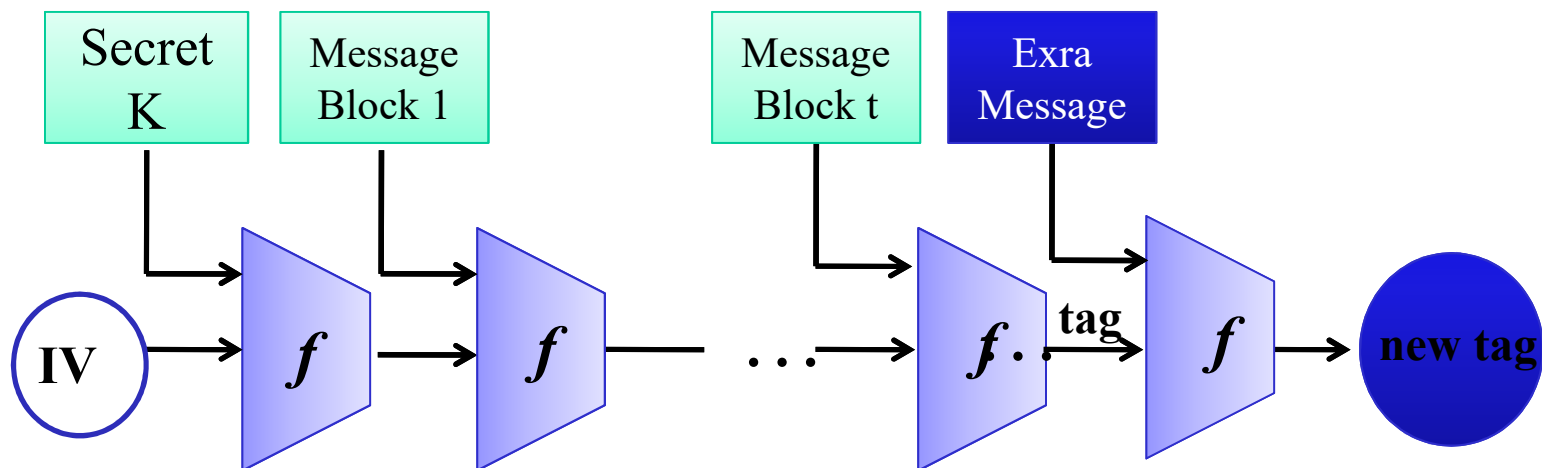 Secret
K
Message
Block 1
Message
Block t
Exra
Message
IV
f
f
. . .
f
. . .
tag
f
new tag